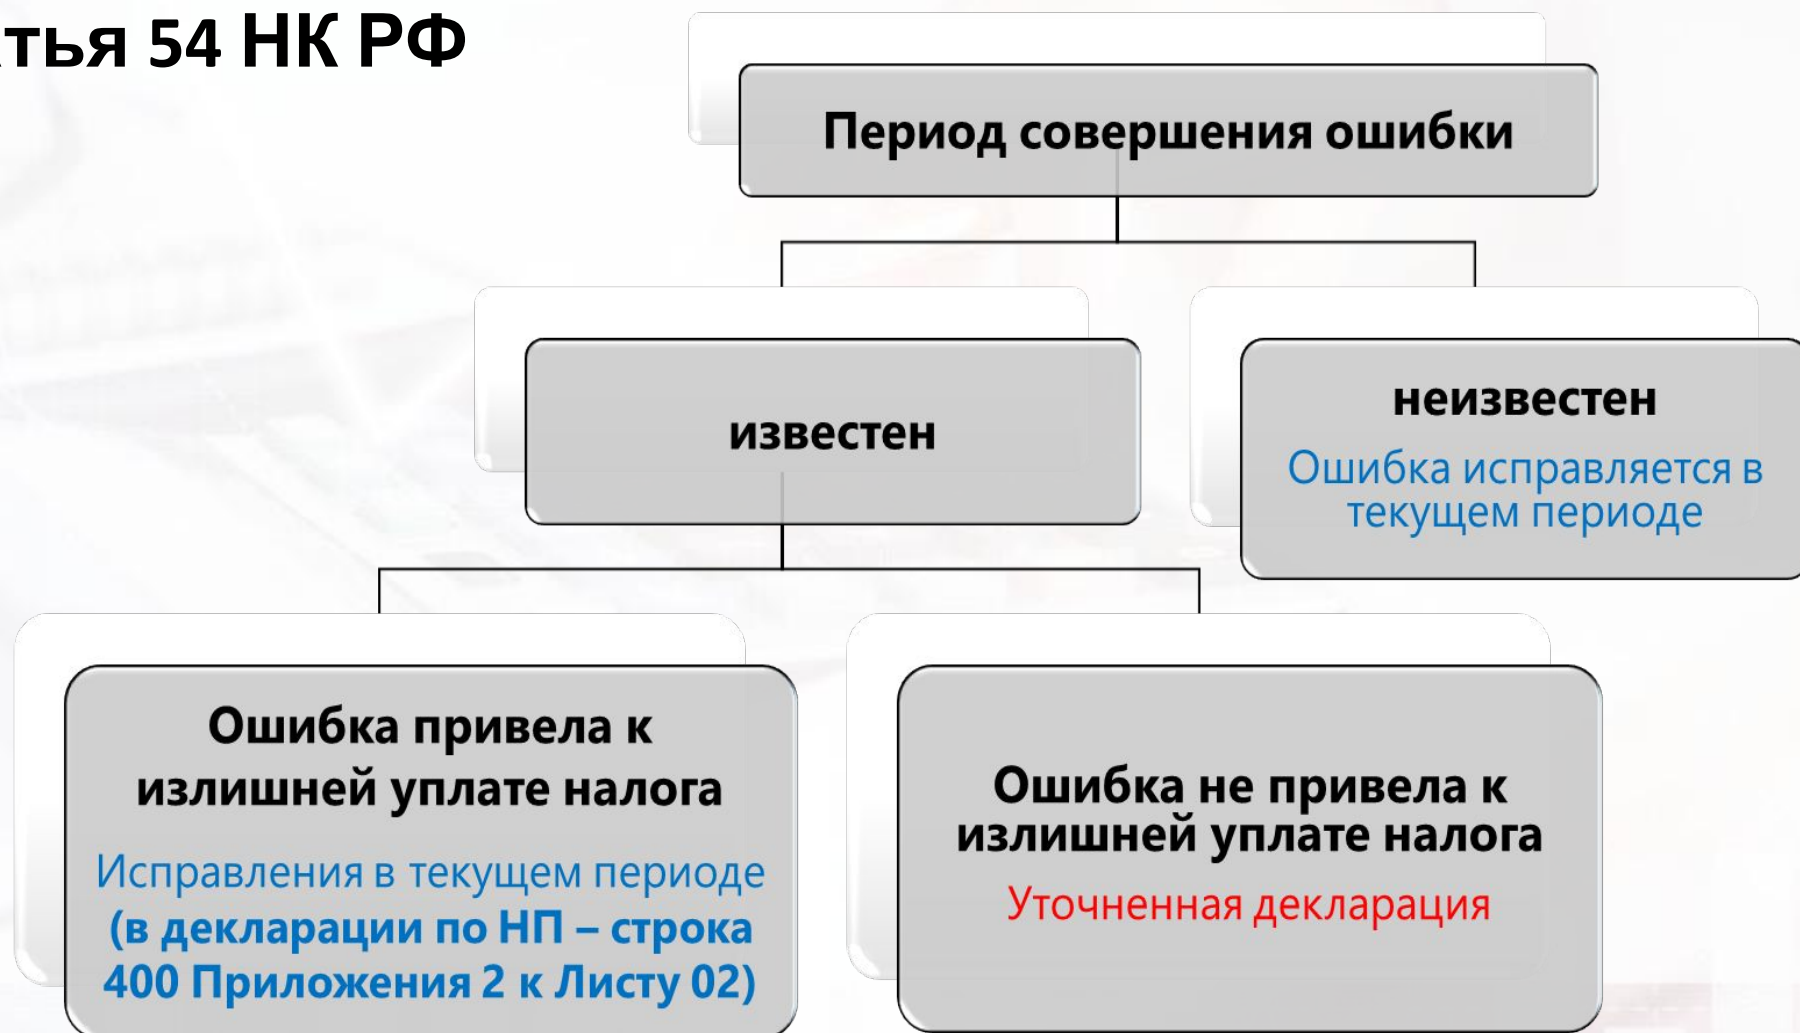 тья 54 НК РФ
Период совершения ошибки
известен
неизвестен
Ошибка исправляется в
текущем периоде
Ошибка привела к
излишней уплате налога
Исправления в текущем периоде
(в декларации по НП – строка
400 Приложения 2 к Листу 02)
Ошибка не привела к
излишней уплате налога
Уточненная декларация